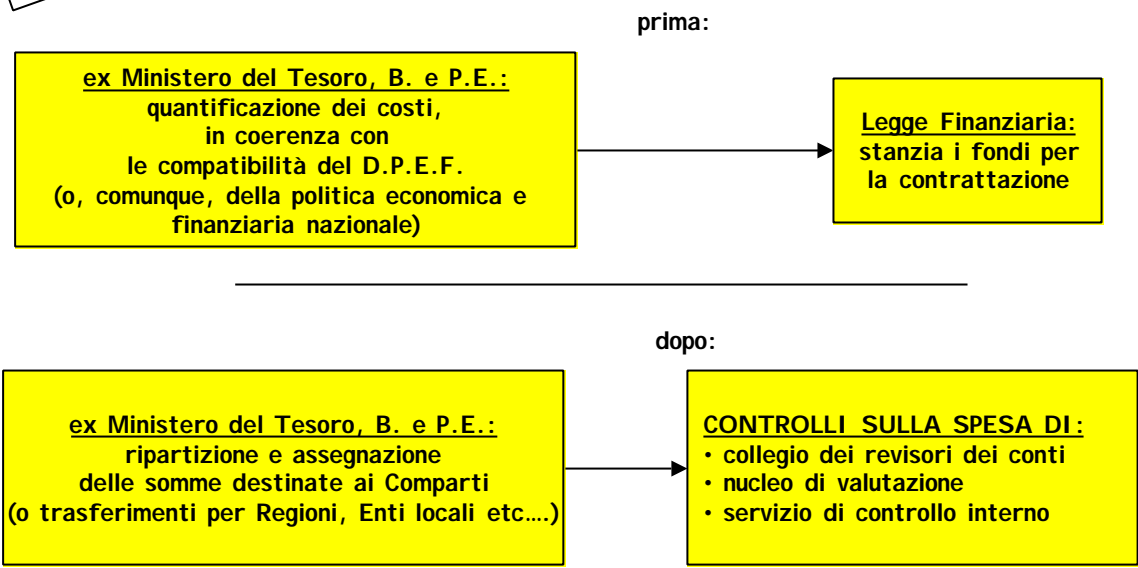 prima:
ex Ministero del Tesoro, B. e P.E.:
quantificazione dei costi,
in coerenza con
le compatibilità del D.P.E.F.
(o, comunque, della politica economica e
finanziaria nazionale)
Legge Finanziaria:
stanzia i fondi per
la contrattazione
dopo:
ex Ministero del Tesoro, B. e P.E.:
ripartizione e assegnazione
delle somme destinate ai Comparti
(o trasferimenti per Regioni, Enti locali etc....)
CONTROLLI SULLA SPESA DI:
• collegio dei revisori dei conti
• nucleo di valutazione
• servizio di controllo interno